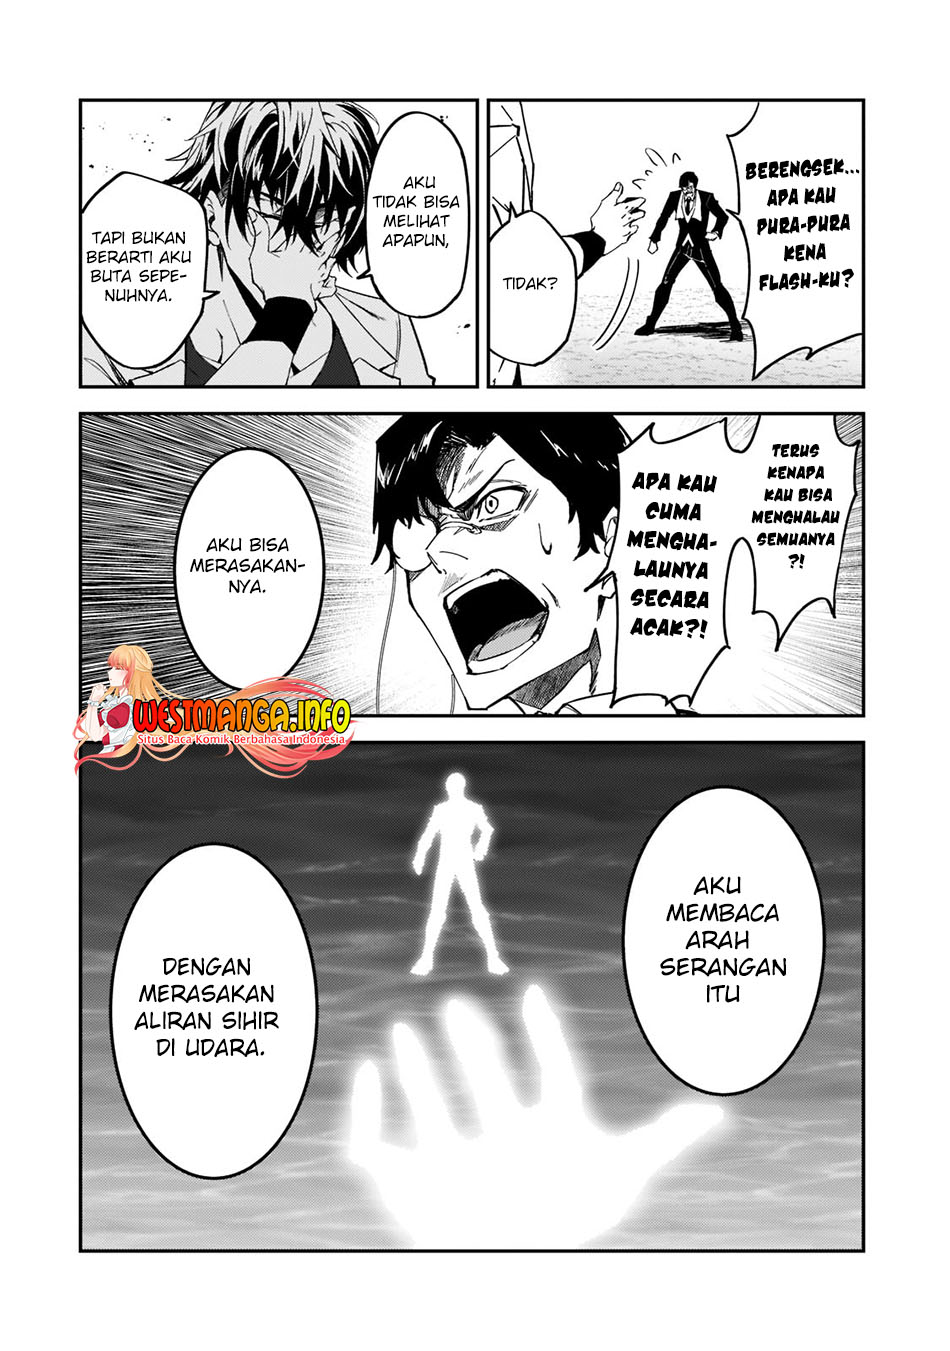 BERENGSEK...
APA KAU
PURA-PURA
KENA
FLASH-KU?
TIDAK?
AKU
TIDAK BISA
MELIHAT
APAPUN,
TAPI BUKAN
BERARTI AKU
BUTA SEPE-
NUHNYA.
TERUS
KENAPA
KAU BISA
MENGHALAU
SEMUANYA
?!
APA KAU
CUMA
MENGHA-
LAUNYA
SECARA
ACAK?!
AKU BISA
MERASAKAN-
NYA.
WESTMANGA.INFO
Situs Baca Komik Berbahasa Indonesia
AKU
MEMBACA
ARAH
SERANGAN
ITU
DENGAN
MERASAKAN
ALIRAN SIHIR
DI UDARA.